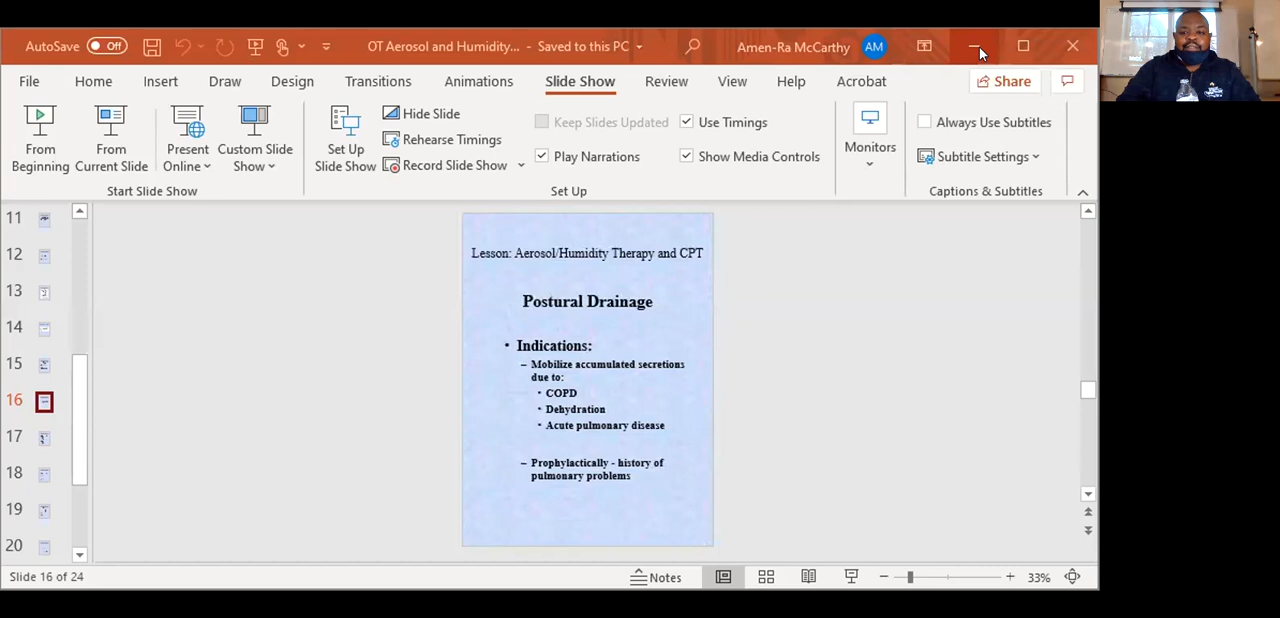 AutoSave Off OT Aerosol and Humidity... - Saved to this PC Amen-Ra McCarthy AM
File Home Insert Draw Design Transitions Animations Slide Show Review View Help Acrobat Share
From Beginning
From Current Slide
Present Online
Custom Slide Show
Start Slide Show
Set Up Slide Show
Hide Slide
Rehearse Timings
Record Slide Show
Keep Slides Updated
Play Narrations
Use Timings
Show Media Controls
Set Up
Monitors
Always Use Subtitles
Subtitle Settings
Captions & Subtitles
11
12
13
14
15
16
17
18
19
20
Lesson: Aerosol/Humidity Therapy and CPT
Postural Drainage
• Indications:
– Mobilize accumulated secretions
due to:
• COPD
• Dehydration
• Acute pulmonary disease
– Prophylactically - history of
pulmonary problems
Slide 16 of 24 Notes 33%